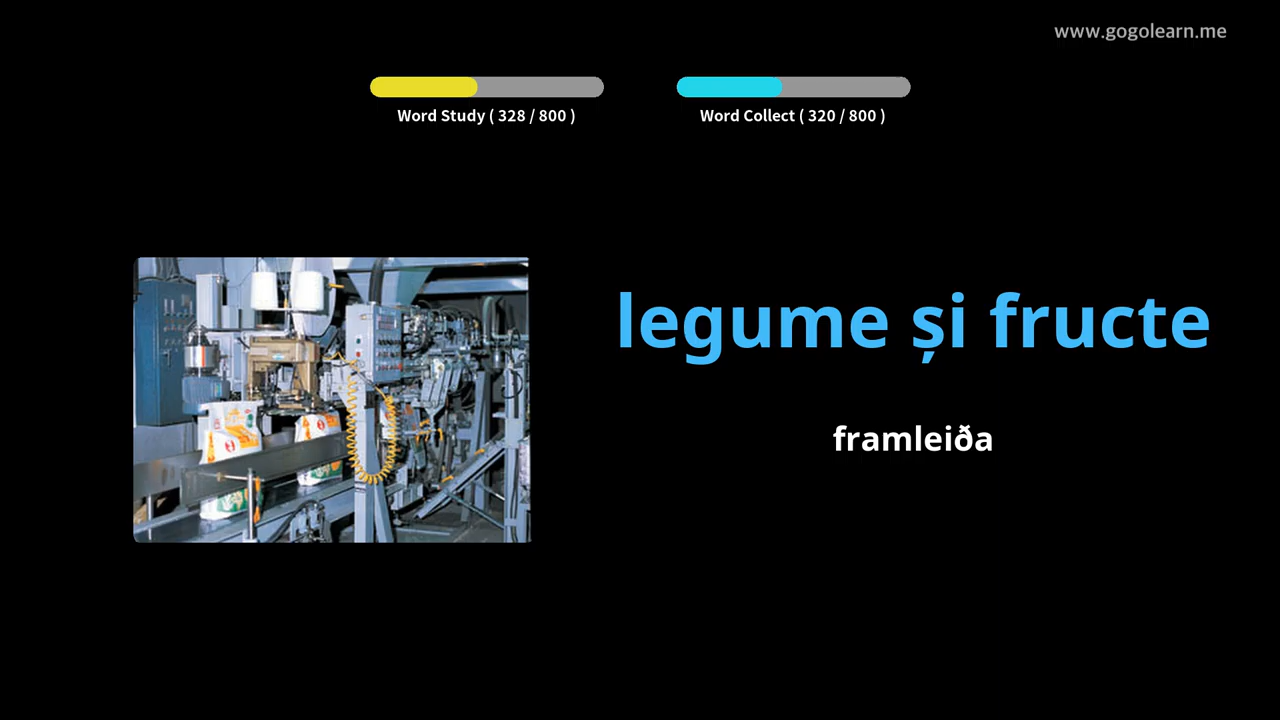 www.gogolearn.me
Word Study ( 328 / 800 )
Word Collect ( 320 / 800 )
legume și fructe
framleiða